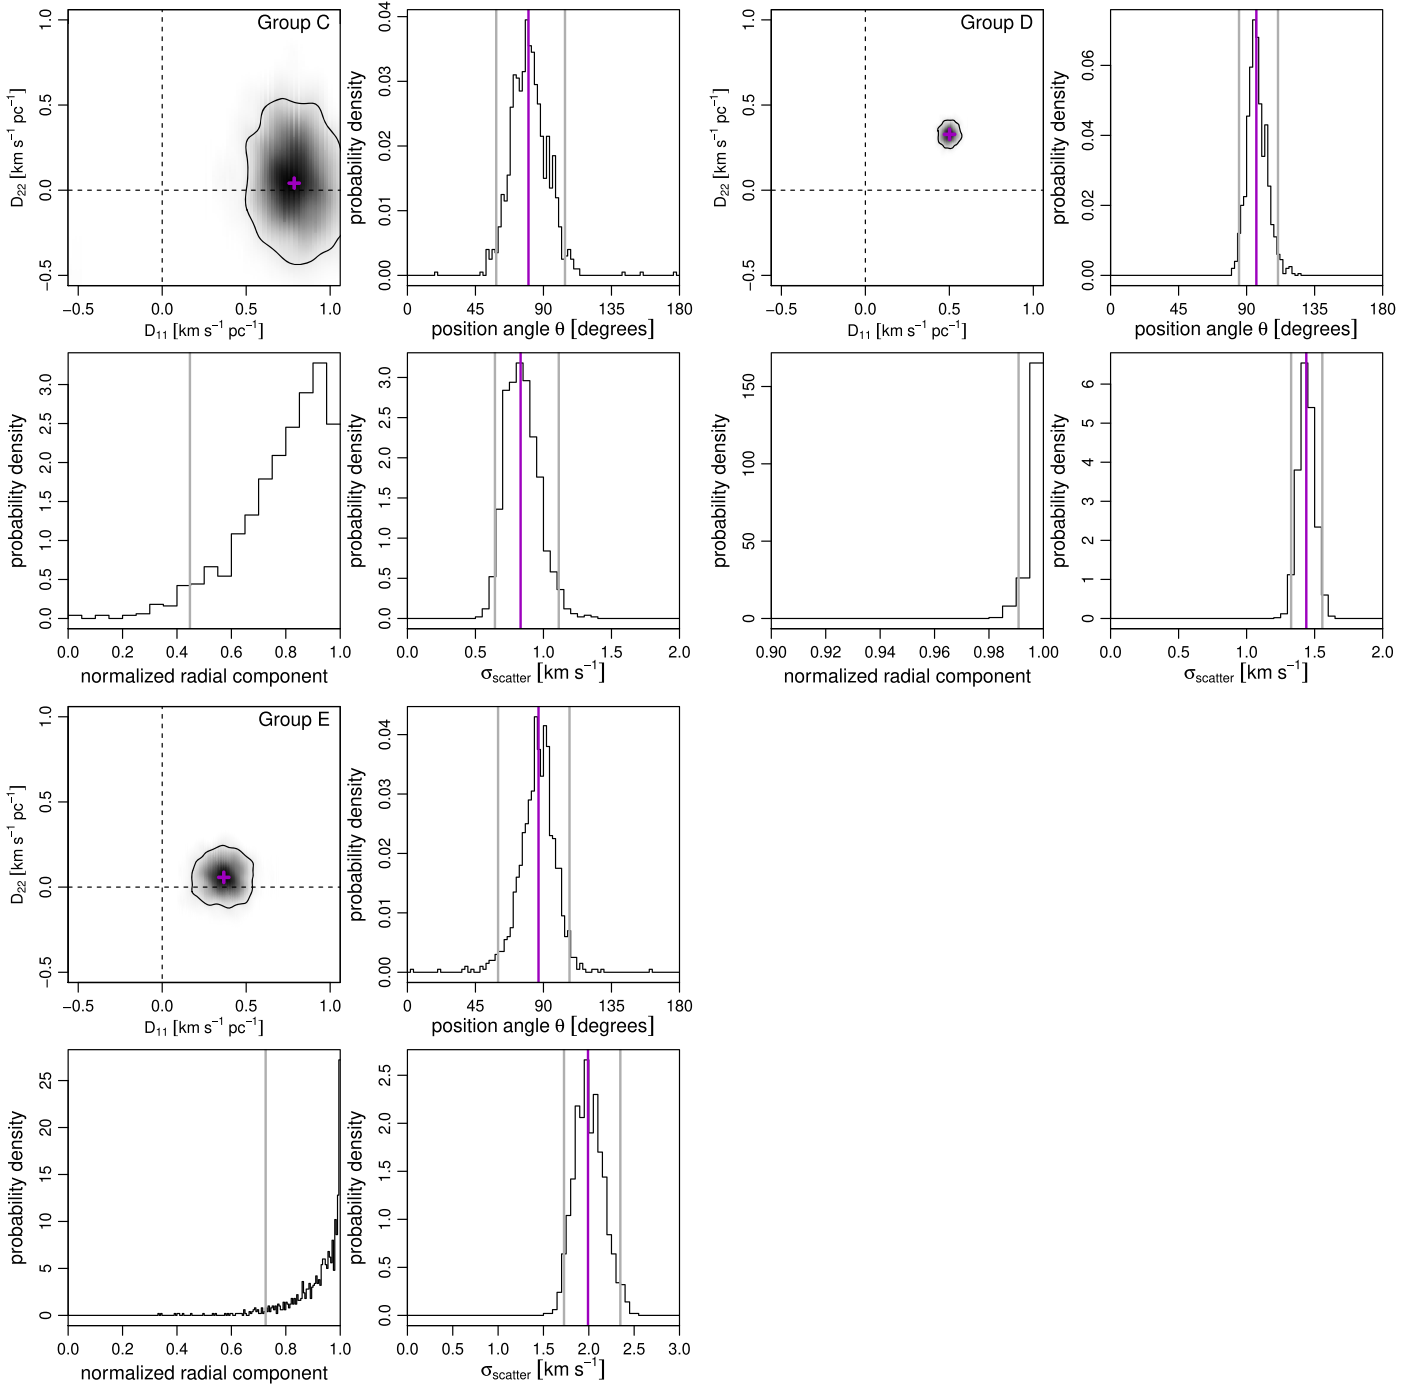 Group C
D₂₂ [km s⁻¹ pc⁻¹]
1.0
0.5
0.0
−0.5
−0.5 0.0 0.5 1.0
D₁₁ [km s⁻¹ pc⁻¹]
probability density
0.04
0.03
0.02
0.01
0.00
0 45 90 135 180
position angle θ [degrees]
Group D
D₂₂ [km s⁻¹ pc⁻¹]
1.0
0.5
0.0
−0.5
−0.5 0.0 0.5 1.0
D₁₁ [km s⁻¹ pc⁻¹]
probability density
0.06
0.04
0.02
0.00
0 45 90 135 180
position angle θ [degrees]
probability density
3.0
2.5
2.0
1.5
1.0
0.5
0.0
0.0 0.2 0.4 0.6 0.8 1.0
normalized radial component
probability density
3.0
2.5
2.0
1.5
1.0
0.5
0.0
0.0 0.5 1.0 1.5 2.0
σscatter [km s⁻¹]
probability density
150
100
50
0
0.90 0.92 0.94 0.96 0.98 1.00
normalized radial component
probability density
6
5
4
3
2
1
0
0.0 0.5 1.0 1.5 2.0
σscatter [km s⁻¹]
Group E
D₂₂ [km s⁻¹ pc⁻¹]
1.0
0.5
0.0
−0.5
−0.5 0.0 0.5 1.0
D₁₁ [km s⁻¹ pc⁻¹]
probability density
0.04
0.03
0.02
0.01
0.00
0 45 90 135 180
position angle θ [degrees]
probability density
25
20
15
10
5
0
0.0 0.2 0.4 0.6 0.8 1.0
normalized radial component
probability density
2.5
2.0
1.5
1.0
0.5
0.0
0.0 0.5 1.0 1.5 2.0 2.5 3.0
σscatter [km s⁻¹]